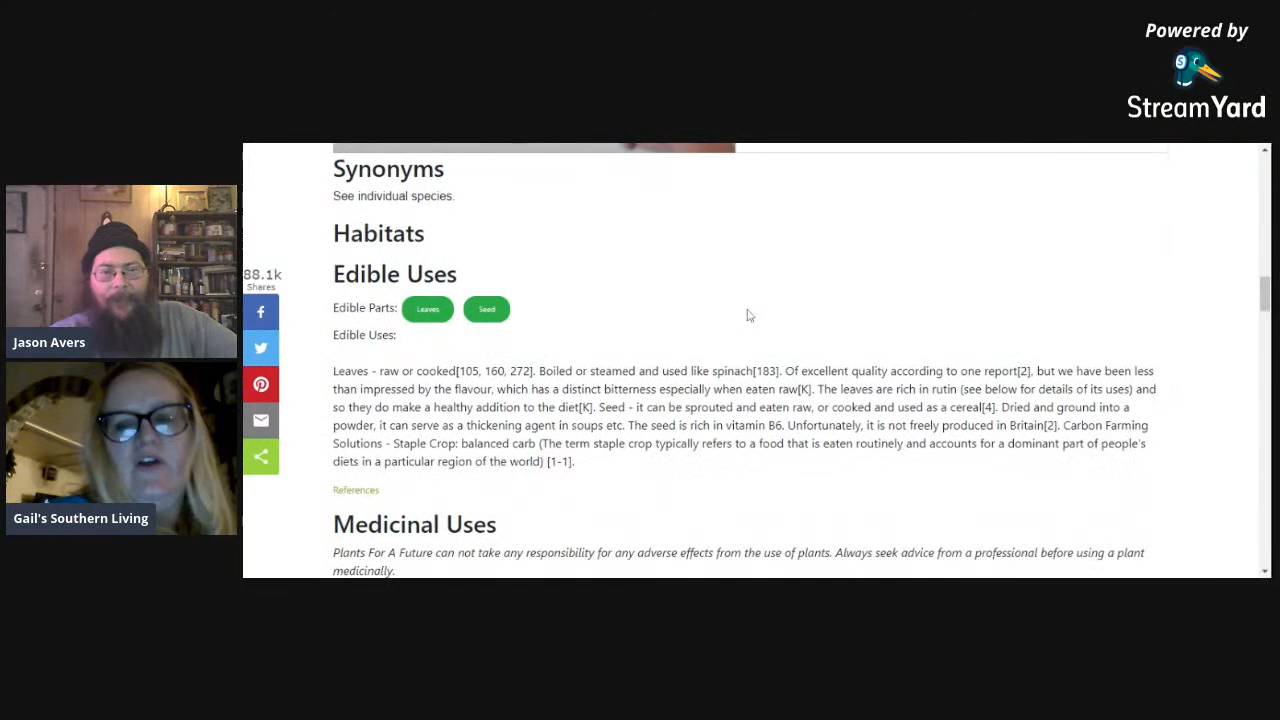 Powered by
StreamYard
Synonyms
See individual species.
Habitats
88.1k
Shares
Edible Uses
Edible Parts: Leaves Seed
Edible Uses:
Leaves - raw or cooked[105, 160, 272]. Boiled or steamed and used like spinach[183]. Of excellent quality according to one report[2], but we have been less
than impressed by the flavour, which has a distinct bitterness especially when eaten raw[K]. The leaves are rich in rutin (see below for details of its uses) and
so they do make a healthy addition to the diet[K]. Seed - it can be sprouted and eaten raw, or cooked and used as a cereal[4]. Dried and ground into a
powder, it can serve as a thickening agent in soups etc. The seed is rich in vitamin B6. Unfortunately, it is not freely produced in Britain[2]. Carbon Farming
Solutions - Staple Crop: balanced carb (The term staple crop typically refers to a food that is eaten routinely and accounts for a dominant part of people's
diets in a particular region of the world) [1-1].
References
Medicinal Uses
Plants For A Future can not take any responsibility for any adverse effects from the use of plants. Always seek advice from a professional before using a plant
medicinally.
Jason Avers
Gail's Southern Living